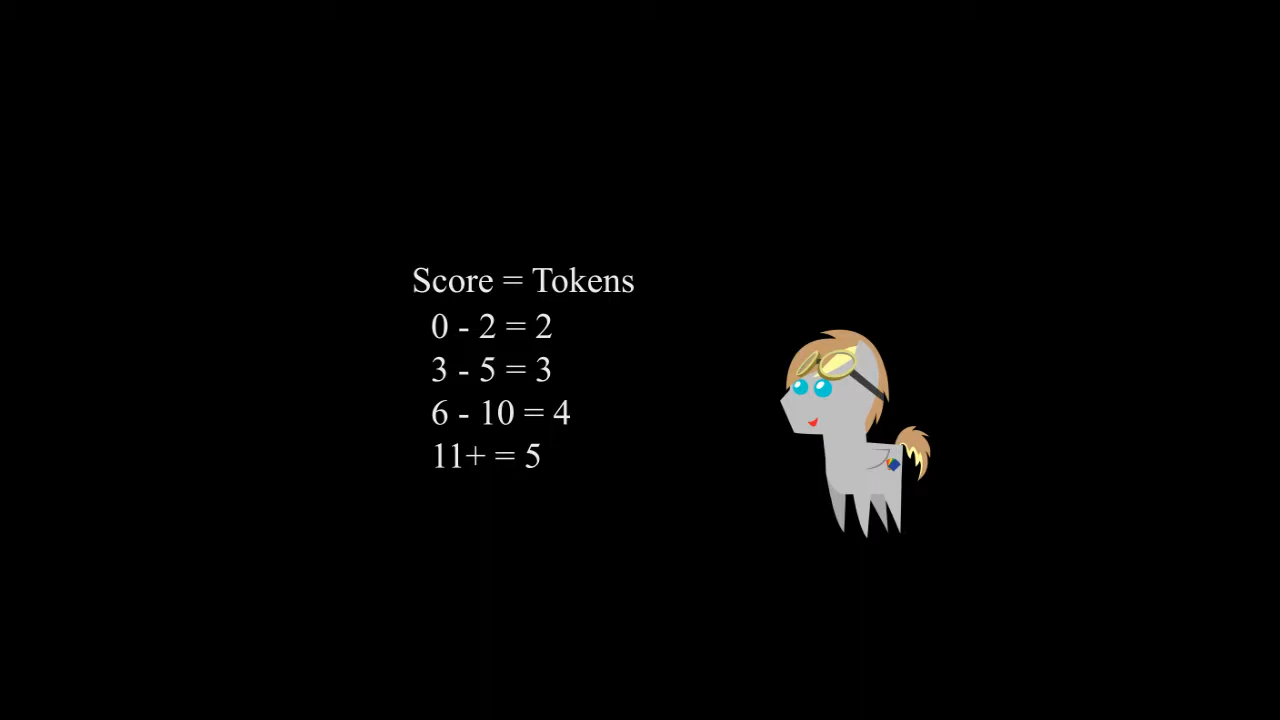 Score = Tokens
0 - 2 = 2
3 - 5 = 3
6 - 10 = 4
11+ = 5